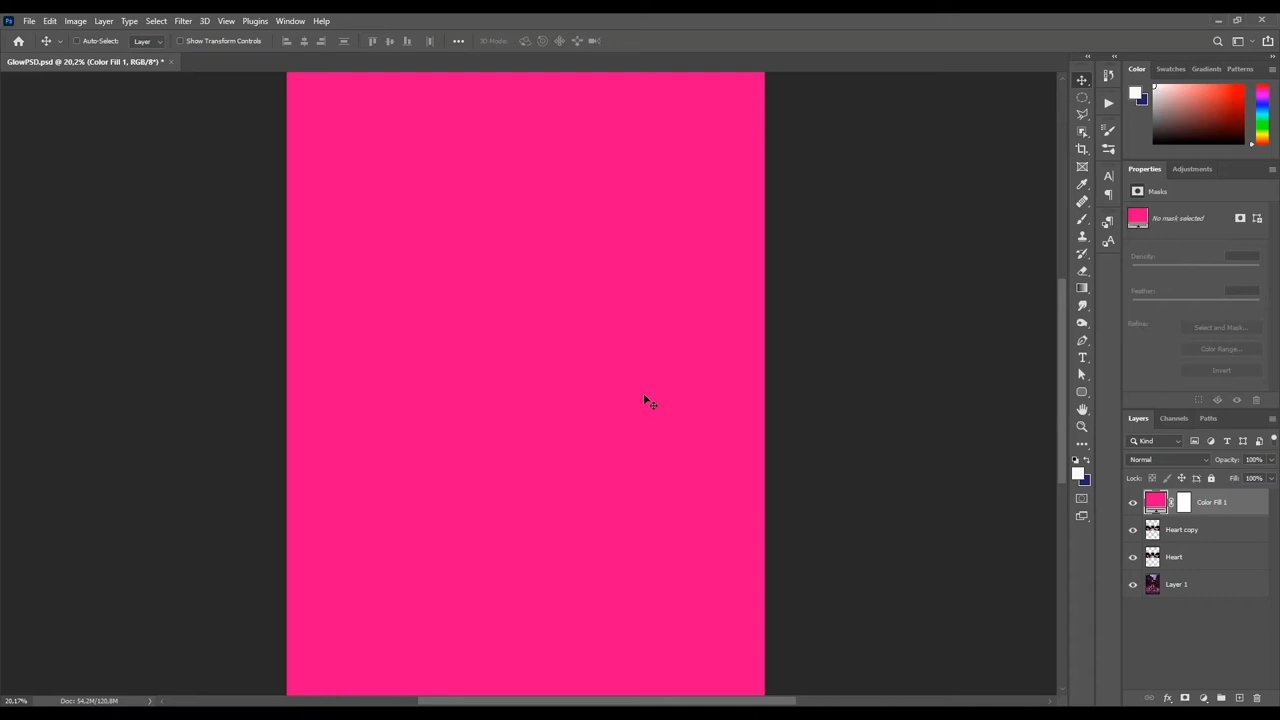 Ps File Edit Image Layer Type Select Filter 3D View Plugins Window Help
Auto-Select: Layer Show Transform Controls ••• 3D Mode:
GlowPSD.psd @ 20,2% (Color Fill 1, RGB/8*) * ×
Color Swatches Gradients Patterns
Properties Adjustments
Masks
No mask selected
Density:
Feather:
Refine: Select and Mask...
Color Range...
Invert
Layers Channels Paths
Kind
Normal Opacity: 100%
Lock: Fill: 100%
Color Fill 1
Heart copy
Heart
Layer 1
20,17% Doc: 54,2M/120,8M
fx